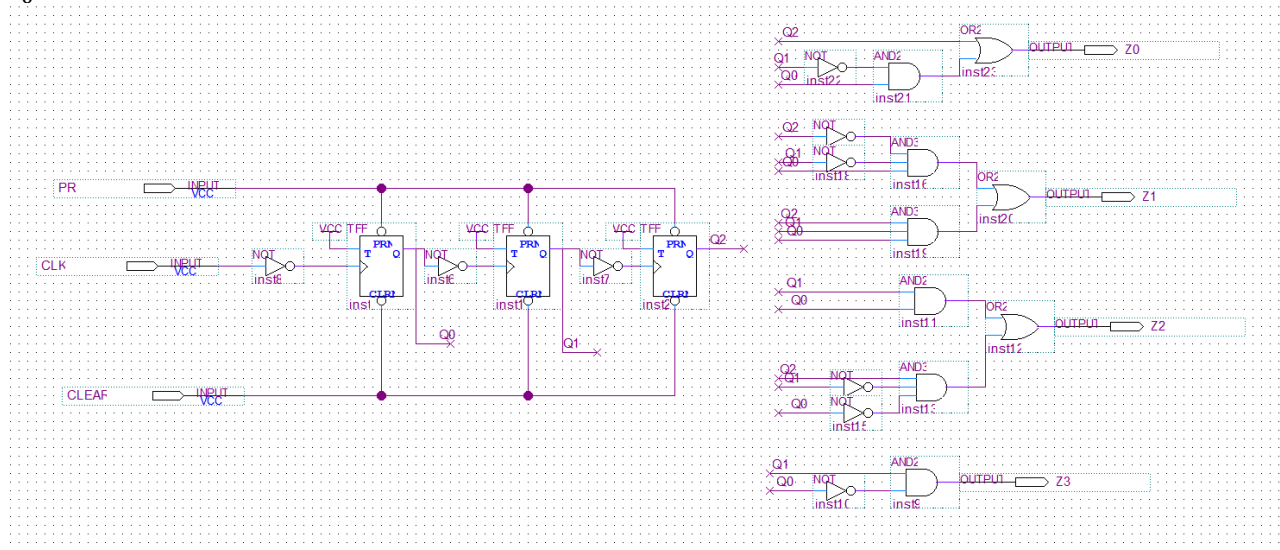 PR
INPUT
VCC
CLK
INPUT
VCC
NOT
inst8
VCC
TFF
PRN
T
Q
CLRN
inst
Q0
NOT
inst6
VCC
TFF
PRN
T
Q
CLRN
inst1
Q1
NOT
inst7
VCC
TFF
PRN
T
Q
CLRN
inst2
Q2
CLEAR
INPUT
VCC
Q2
Q1
Q0
NOT
inst22
AND2
inst21
OR2
inst23
OUTPUT
Z0
Q2
Q1
Q0
NOT
NOT
inst18
AND3
inst16
Q2
Q1
Q0
AND3
inst19
OR2
inst20
OUTPUT
Z1
Q1
Q0
AND2
inst11
OR2
inst12
OUTPUT
Z2
Q2
Q1
Q0
NOT
NOT
inst15
AND3
inst13
Q1
Q0
NOT
inst10
AND2
inst9
OUTPUT
Z3